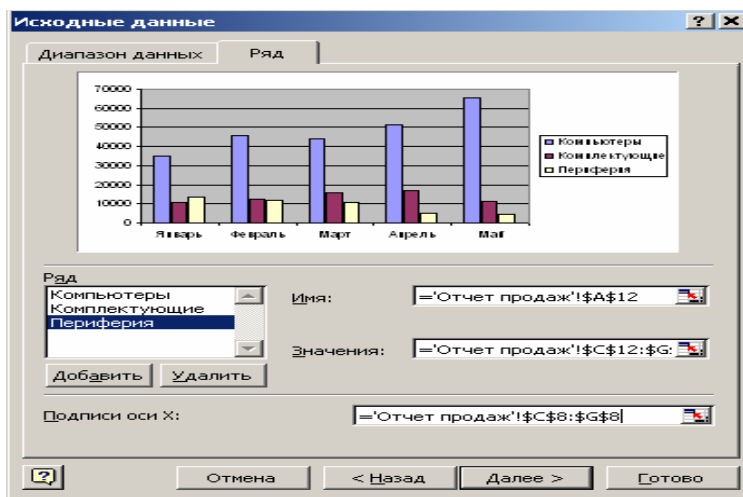 Исходные данные
Диапазон данных
Ряд
70000
60000
50000
40000
30000
20000
10000
0
Январь Февраль Март Апрель Май
Компьютеры
Комплектующие
Периферия
Ряд
Компьютеры
Комплектующие
Периферия
Добавить
Удалить
Имя:
='Отчет продаж'!$A$12
Значения:
='Отчет продаж'!$C$12:$G:
Подписи оси X:
='Отчет продаж'!$C$8:$G$8
Отмена
< Назад
Далее >
Готово